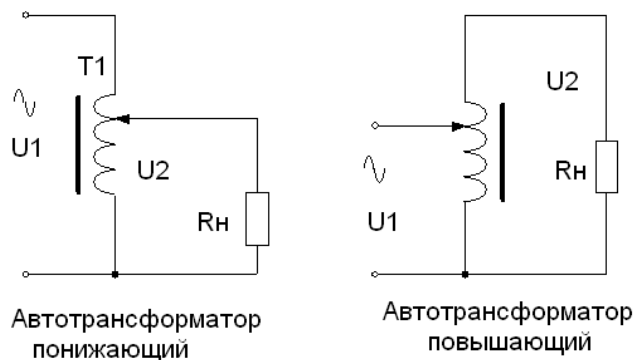 T1
U1
U2
Rн
Автотрансформатор
понижающий
U2
U1
Rн
Автотрансформатор
повышающий